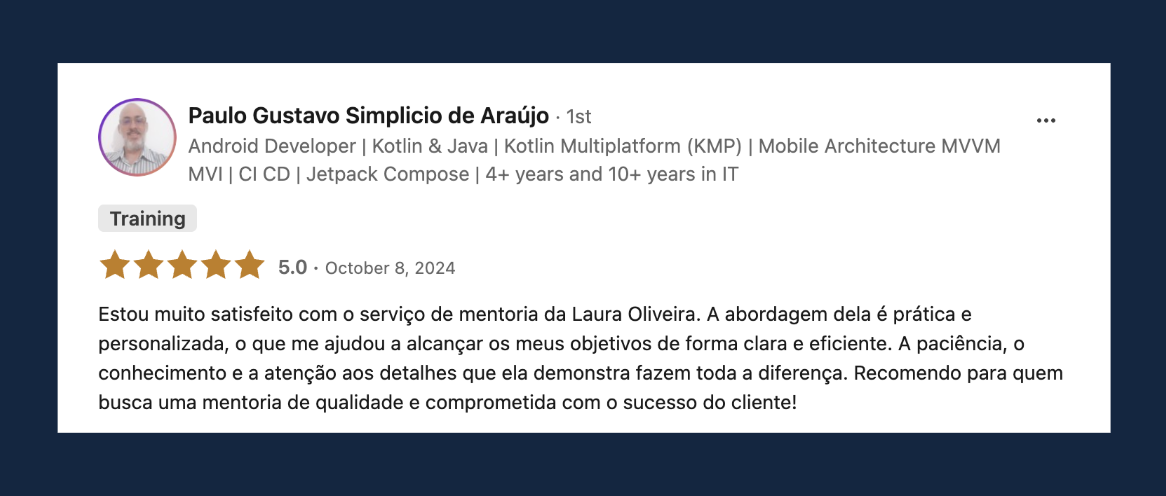 Paulo Gustavo Simplicio de Araújo · 1st
Android Developer | Kotlin & Java | Kotlin Multiplatform (KMP) | Mobile Architecture MVVM
MVI | CI CD | Jetpack Compose | 4+ years and 10+ years in IT
Training
5.0 · October 8, 2024
Estou muito satisfeito com o serviço de mentoria da Laura Oliveira. A abordagem dela é prática e
personalizada, o que me ajudou a alcançar os meus objetivos de forma clara e eficiente. A paciência, o
conhecimento e a atenção aos detalhes que ela demonstra fazem toda a diferença. Recomendo para quem
busca uma mentoria de qualidade e comprometida com o sucesso do cliente!